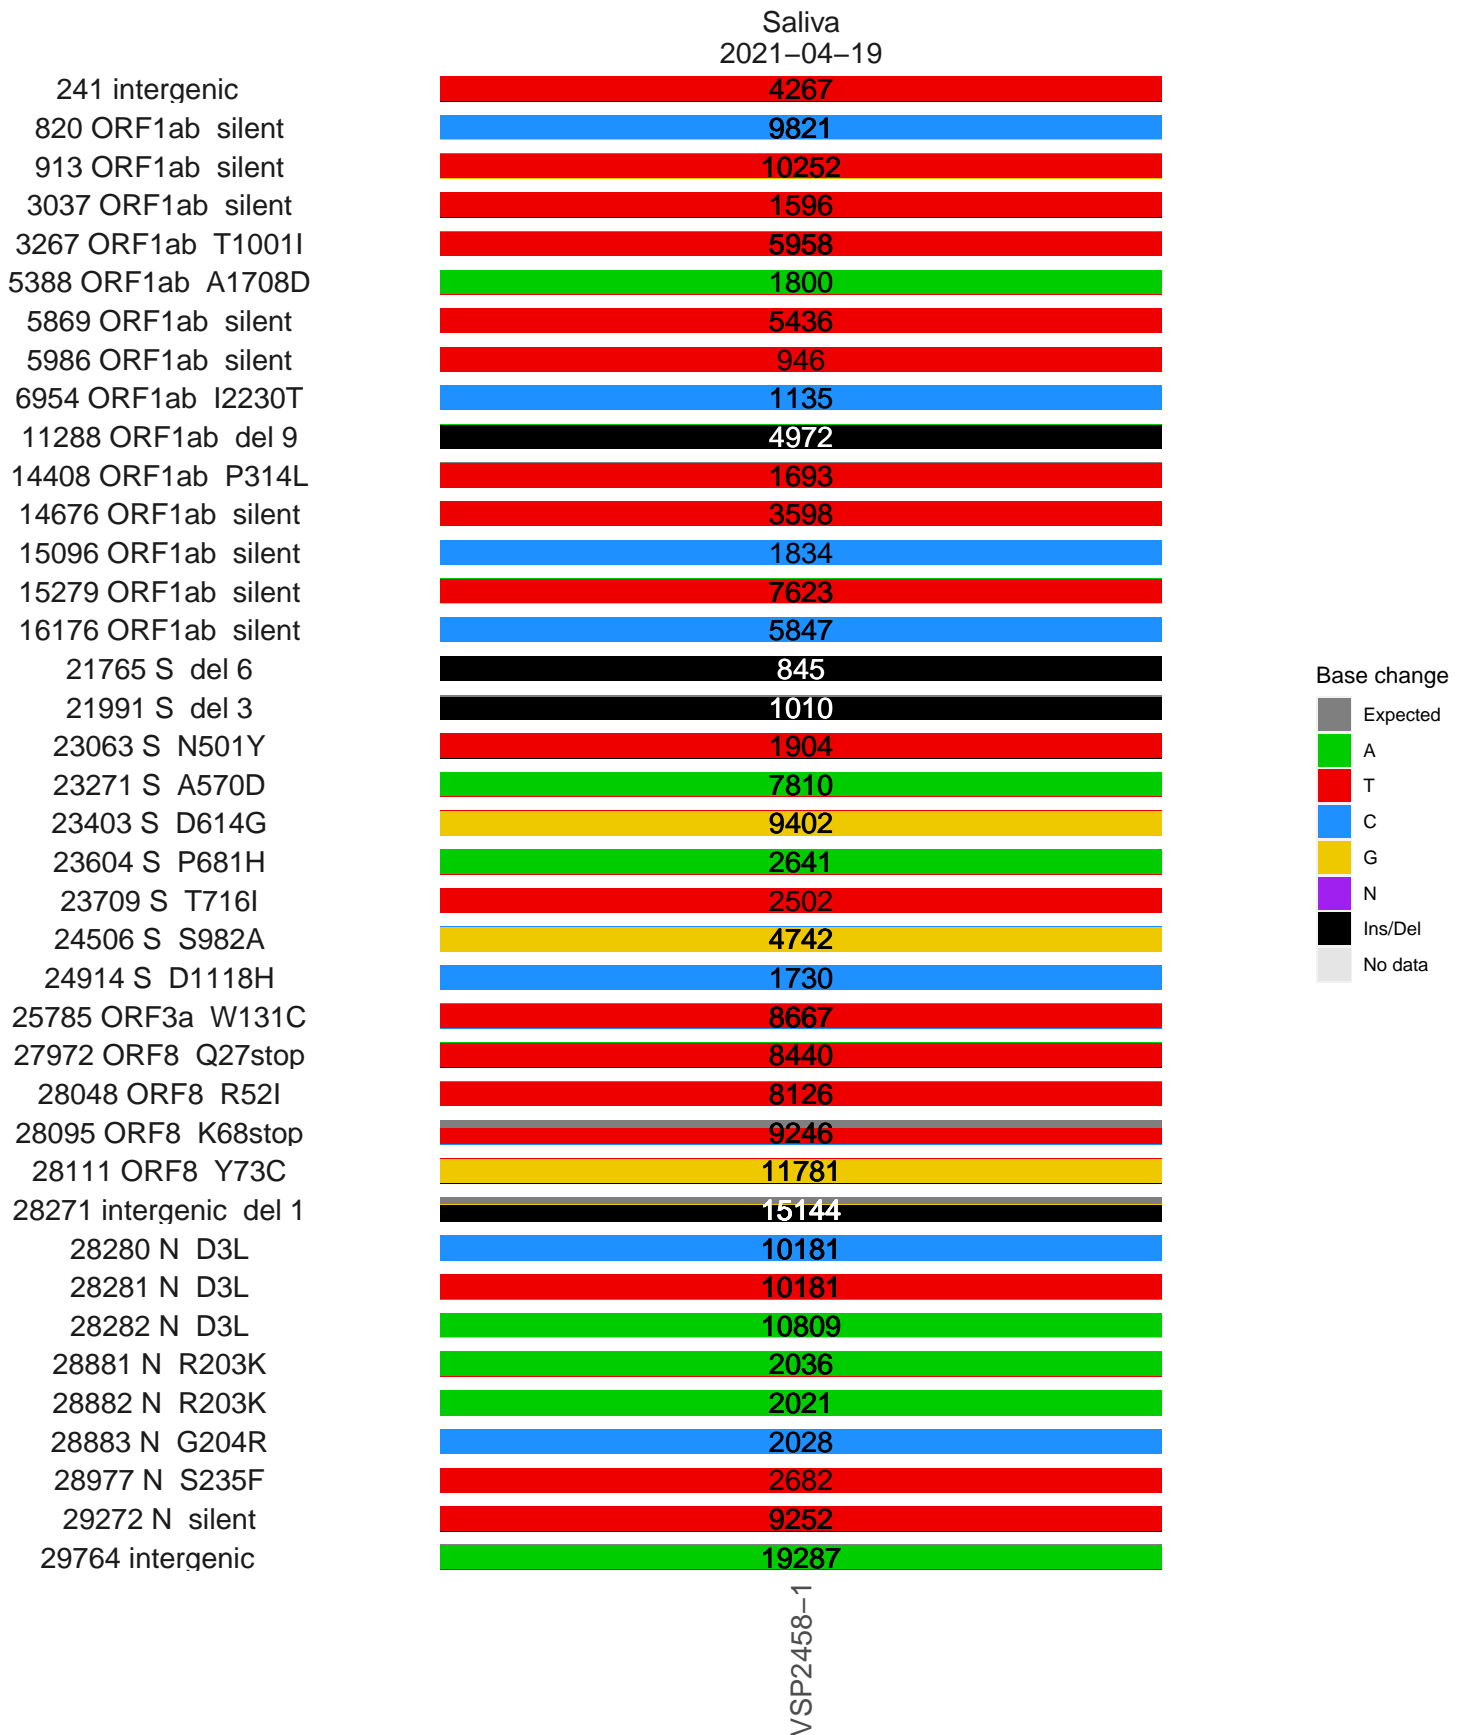 Saliva
2021−04−19
241 intergenic 4267
820 ORF1ab silent 9821
913 ORF1ab silent 10252
3037 ORF1ab silent 1596
3267 ORF1ab T1001I 5958
5388 ORF1ab A1708D 1800
5869 ORF1ab silent 5436
5986 ORF1ab silent 946
6954 ORF1ab I2230T 1135
11288 ORF1ab del 9 4972
14408 ORF1ab P314L 1693
14676 ORF1ab silent 3598
15096 ORF1ab silent 1834
15279 ORF1ab silent 7623
16176 ORF1ab silent 5847
21765 S del 6 845
21991 S del 3 1010
23063 S N501Y 1904
23271 S A570D 7810
23403 S D614G 9402
23604 S P681H 2641
23709 S T716I 2502
24506 S S982A 4742
24914 S D1118H 1730
25785 ORF3a W131C 8667
27972 ORF8 Q27stop 8440
28048 ORF8 R52I 8126
28095 ORF8 K68stop 9246
28111 ORF8 Y73C 11781
28271 intergenic del 1 15144
28280 N D3L 10181
28281 N D3L 10181
28282 N D3L 10809
28881 N R203K 2036
28882 N R203K 2021
28883 N G204R 2028
28977 N S235F 2682
29272 N silent 9252
29764 intergenic 19287
VSP2458−1
Base change
Expected
A
T
C
G
N
Ins/Del
No data